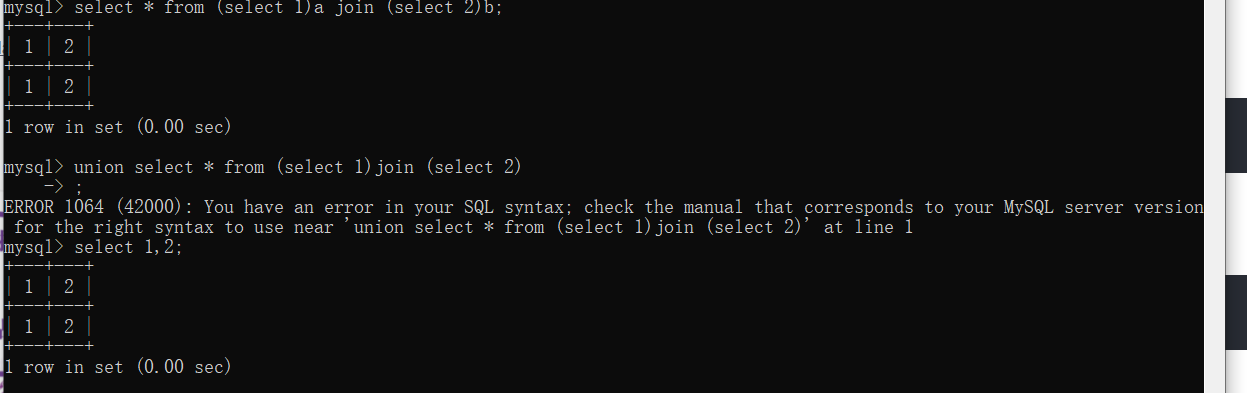 mysql> select * from (select 1)a join (select 2)b;
+---+---+
| 1 | 2 |
+---+---+
| 1 | 2 |
+---+---+
1 row in set (0.00 sec)
mysql> union select * from (select 1)join (select 2)
    -> ;
ERROR 1064 (42000): You have an error in your SQL syntax; check the manual that corresponds to your MySQL server version
 for the right syntax to use near 'union select * from (select 1)join (select 2)' at line 1
mysql> select 1,2;
+---+---+
| 1 | 2 |
+---+---+
| 1 | 2 |
+---+---+
1 row in set (0.00 sec)